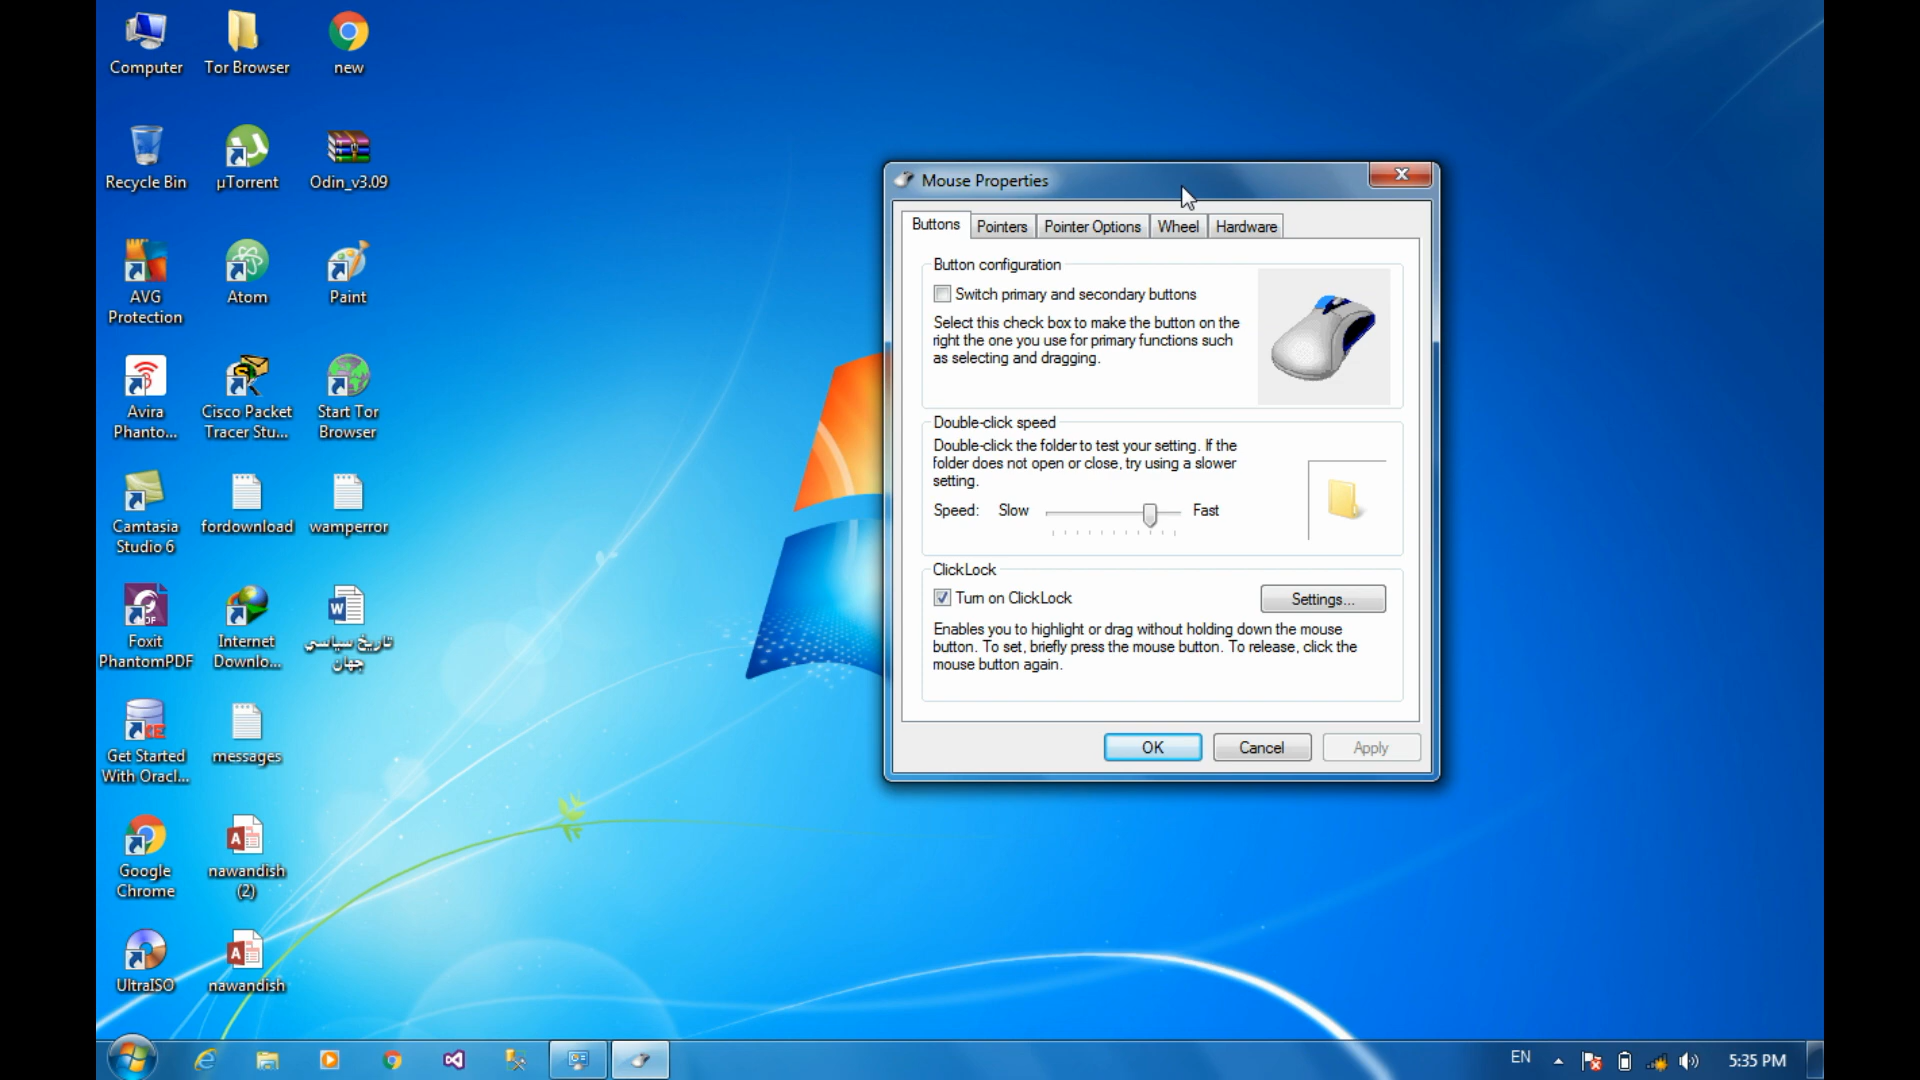 Computer
Tor Browser
new
Recycle Bin
µTorrent
Odin_v3.09
AVG
Protection
Atom
Paint
Avira
Phanto...
Cisco Packet
Tracer Stu...
Start Tor
Browser
Camtasia
Studio 6
fordownload
wamperror
Foxit
PhantomPDF
Internet
Downlo...
تاریخ سیاسي
جهان
Get Started
With Oracl...
messages
Google
Chrome
nawandish
(2)
UltraISO
nawandish
Mouse Properties
Buttons
Pointers
Pointer Options
Wheel
Hardware
Button configuration
Switch primary and secondary buttons
Select this check box to make the button on the
right the one you use for primary functions such
as selecting and dragging.
Double-click speed
Double-click the folder to test your setting. If the
folder does not open or close, try using a slower
setting.
Speed: Slow Fast
ClickLock
Turn on ClickLock
Settings...
Enables you to highlight or drag without holding down the mouse
button. To set, briefly press the mouse button. To release, click the
mouse button again.
OK
Cancel
Apply
EN
5:35 PM